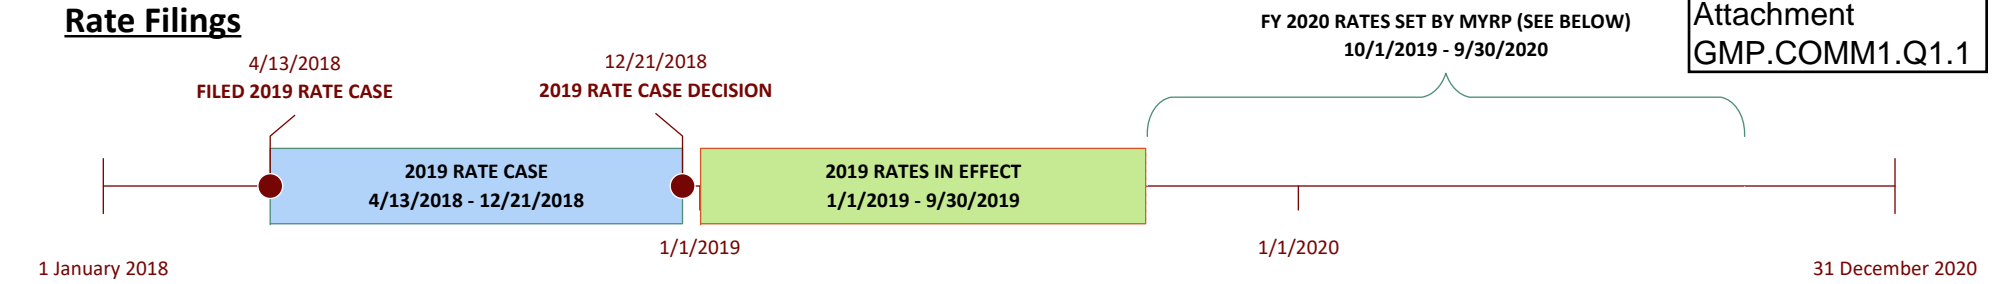 Rate Filings
FY 2020 RATES SET BY MYRP (SEE BELOW)
10/1/2019 - 9/30/2020
Attachment
GMP.COMM1.Q1.1
4/13/2018
FILED 2019 RATE CASE
12/21/2018
2019 RATE CASE DECISION
2019 RATE CASE
4/13/2018 - 12/21/2018
2019 RATES IN EFFECT
1/1/2019 - 9/30/2019
1/1/2019
1/1/2020
1 January 2018
31 December 2020